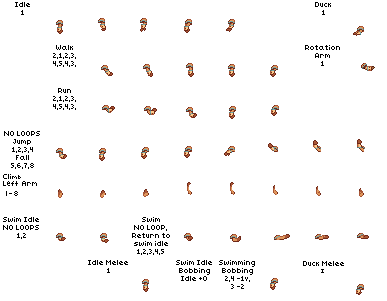 Idle
1
Duck
1
Walk
2,1,2,3,
4,5,4,3,
Rotation
Arm
1
Run
2,1,2,3,
4,5,4,3,
NO LOOPS
Jump
1,2,3,4
Fall
5,6,7,8
Climb
Left Arm
1-8
Swim Idle
NO LOOPS
1,2
Swim
NO LOOP,
Return to
swim idle
1,2,3,4,5
Swim Idle
Bobbing
Idle +0
Swimming
Bobbing
2,4 -1v,
3 -2
Idle Melee
1
Duck Melee
1